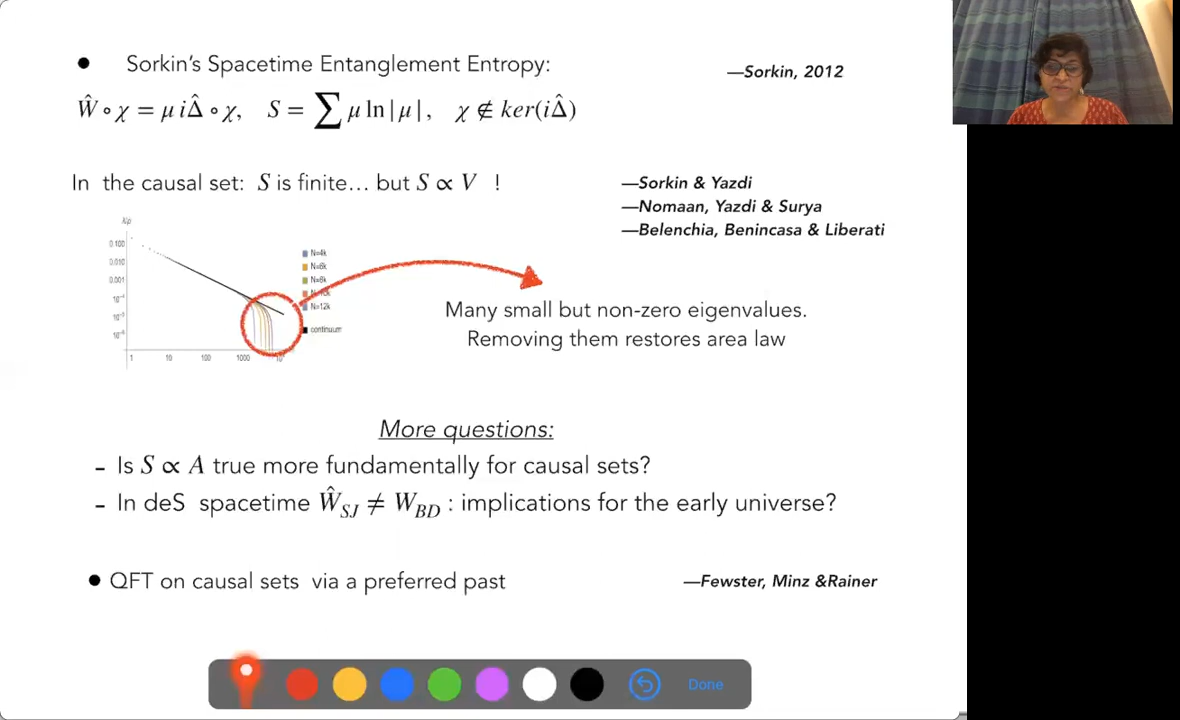 ● Sorkin's Spacetime Entanglement Entropy:
—Sorkin, 2012
Ŵ∘χ = μ iΔ̂∘χ, S = ∑ μ ln|μ|, χ ∉ ker(iΔ̂)
In the causal set: S is finite… but S ∝ V !
—Sorkin & Yazdi
—Nomaan, Yazdi & Surya
—Belenchia, Benincasa & Liberati
0.100
0.010
0.001
N=4k
N=6k
N=12k
continuum
1 10 100 1000
Many small but non-zero eigenvalues.
Removing them restores area law
More questions:
- Is S ∝ A true more fundamentally for causal sets?
- In deS spacetime Ŵ_SJ ≠ W_BD : implications for the early universe?
● QFT on causal sets via a preferred past
—Fewster, Minz &Rainer
Done